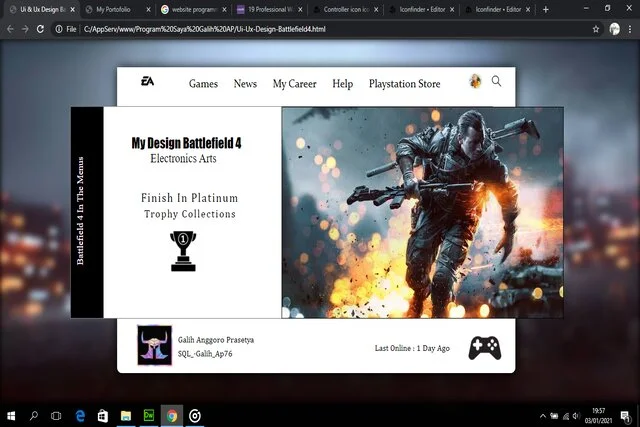 Ui & Ux-Design Ba
My Portofolio
website programm
19 Professional W
Controller icon ico
Iconfinder • Editor
Iconfinder • Editor
File
C:/AppServ/www/Program%20Saya%20Galih%20AP/Ui-Ux-Design-Battlefield4.html
EA
Games
News
My Career
Help
Playstation Store
Battlefield 4 In The Menus
My Design Battlefield 4
Electronics Arts
Finish In Platinum
Trophy Collections
1
Galih Anggoro Prasetya
SQL_-Galih_Ap76
Last Online : 1 Day Ago
Dw
19:57
03/01/2021